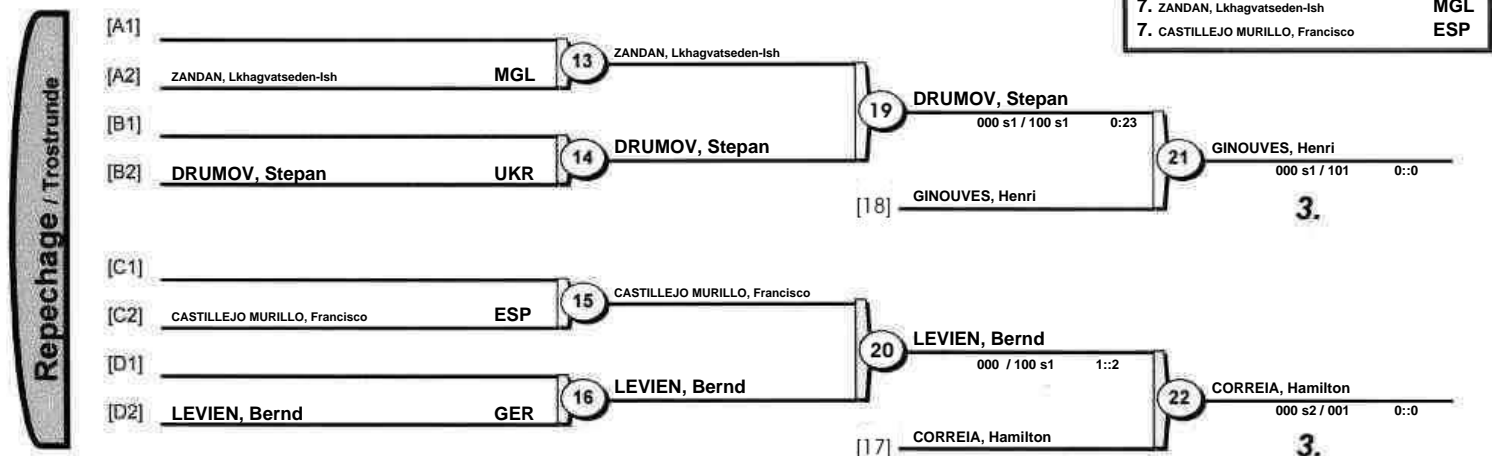 7. ZANDAN, Lkhagvatseden-Ish MGL
7. CASTILLEJO MURILLO, Francisco ESP
Repechage / Trostrunde
[A1]
[A2] ZANDAN, Lkhagvatseden-Ish MGL
13 ZANDAN, Lkhagvatseden-Ish
[B1]
[B2] DRUMOV, Stepan UKR
14 DRUMOV, Stepan
19 DRUMOV, Stepan
000 s1 / 100 s1 0:23
[18] GINOUVES, Henri
21 GINOUVES, Henri
000 s1 / 101 0::0
3.
[C1]
[C2] CASTILLEJO MURILLO, Francisco ESP
15 CASTILLEJO MURILLO, Francisco
[D1]
[D2] LEVIEN, Bernd GER
16 LEVIEN, Bernd
20 LEVIEN, Bernd
000 / 100 s1 1::2
[17] CORREIA, Hamilton
22 CORREIA, Hamilton
000 s2 / 001 0::0
3.